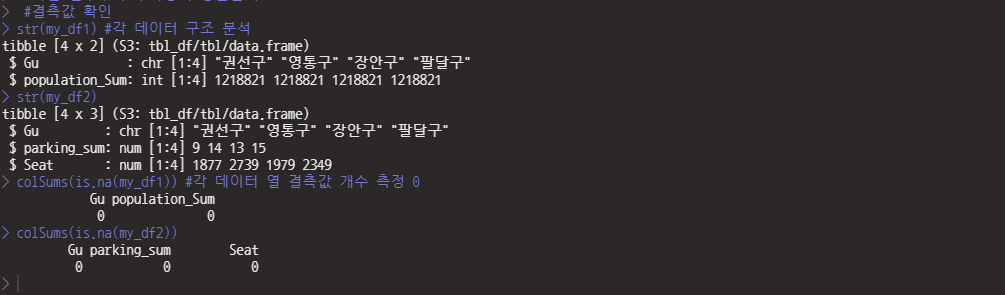 >  #결측값 확인
> str(my_df1) #각 데이터 구조 분석
tibble [4 x 2] (S3: tbl_df/tbl/data.frame)
 $ Gu            : chr [1:4] "권선구" "영통구" "장안구" "팔달구"
 $ population_Sum: int [1:4] 1218821 1218821 1218821 1218821
> str(my_df2)
tibble [4 x 3] (S3: tbl_df/tbl/data.frame)
 $ Gu         : chr [1:4] "권선구" "영통구" "장안구" "팔달구"
 $ parking_sum: num [1:4] 9 14 13 15
 $ Seat       : num [1:4] 1877 2739 1979 2349
> colSums(is.na(my_df1)) #각 데이터 열 결측값 개수 측정 0
            Gu population_Sum
             0              0
> colSums(is.na(my_df2))
         Gu parking_sum        Seat
          0           0           0
>